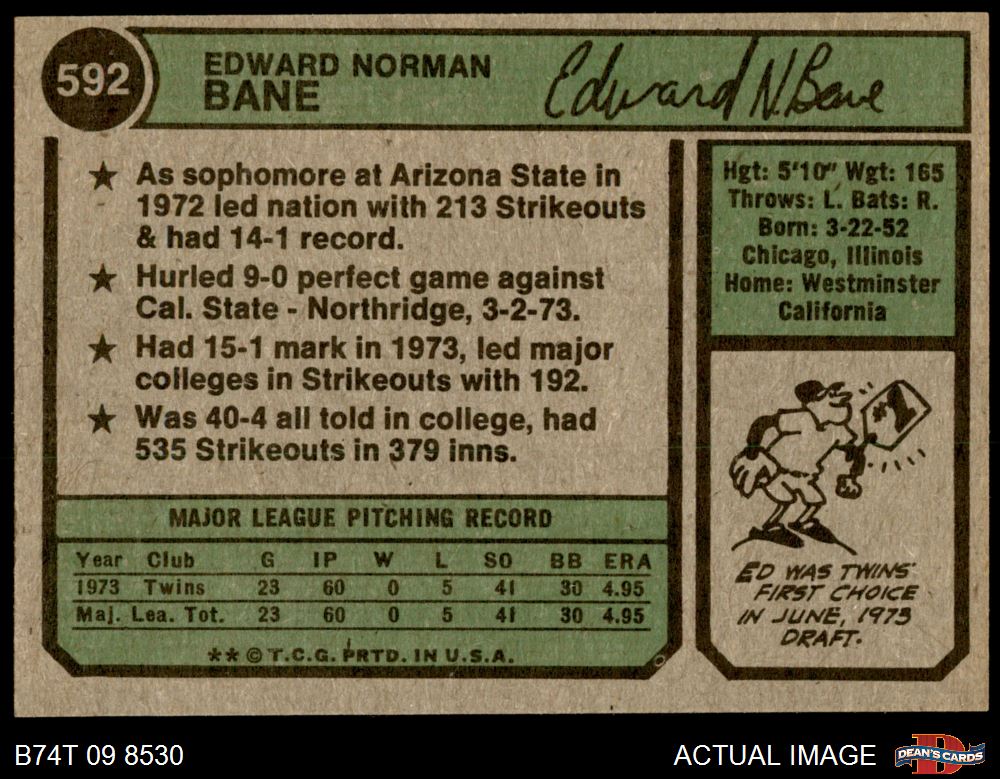 592
EDWARD NORMAN
BANE
Edward N. Bane
★ As sophomore at Arizona State in
1972 led nation with 213 Strikeouts
& had 14-1 record.
★ Hurled 9-0 perfect game against
Cal. State - Northridge, 3-2-73.
★ Had 15-1 mark in 1973, led major
colleges in Strikeouts with 192.
★ Was 40-4 all told in college, had
535 Strikeouts in 379 inns.
Hgt: 5'10" Wgt: 165
Throws: L. Bats: R.
Born: 3-22-52
Chicago, Illinois
Home: Westminster
California
#1
ED WAS TWINS'
FIRST CHOICE
IN JUNE, 1973
DRAFT.
MAJOR LEAGUE PITCHING RECORD
Year Club G IP W L SO BB ERA
1973 Twins 23 60 0 5 41 30 4.95
Maj. Lea. Tot. 23 60 0 5 41 30 4.95
** © T.C.G. PRTD. IN U.S.A.
B74T 09 8530
ACTUAL IMAGE
DEAN'S CARDS